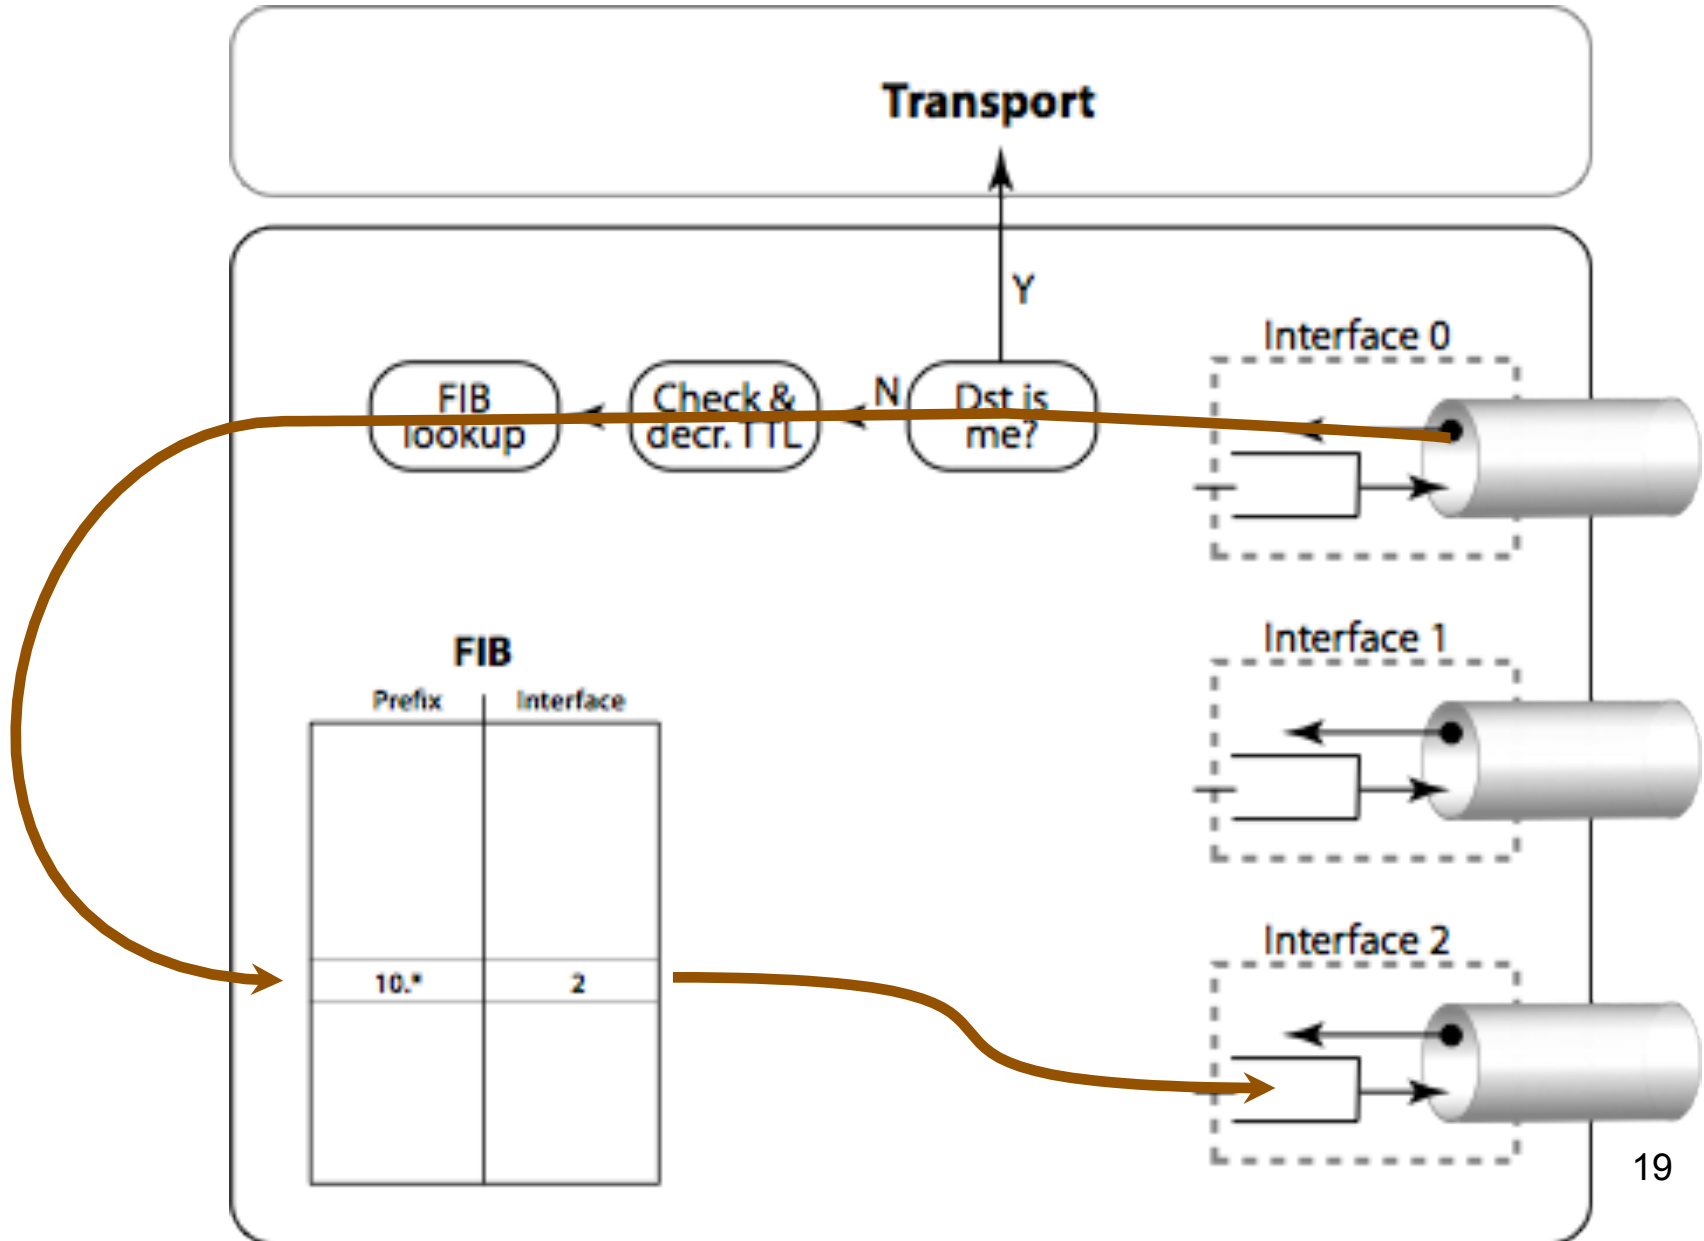 Transport
Y
Interface 0
FIB
lookup
Check &
decr. TTL
N
Dst is
me?
Interface 1
FIB
Prefix
Interface
10.*
2
Interface 2
19